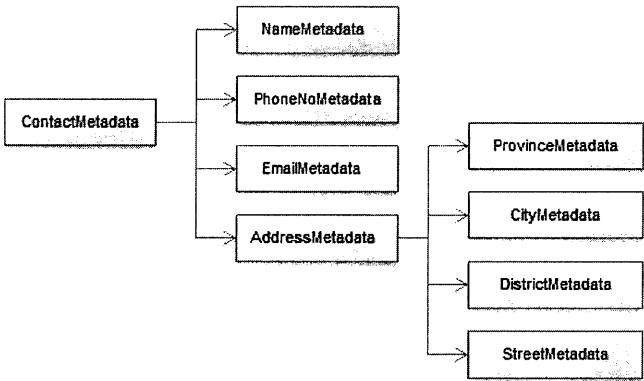 ContactMetadata
NameMetadata
PhoneNoMetadata
EmailMetadata
AddressMetadata
ProvinceMetadata
CityMetadata
DistrictMetadata
StreetMetadata